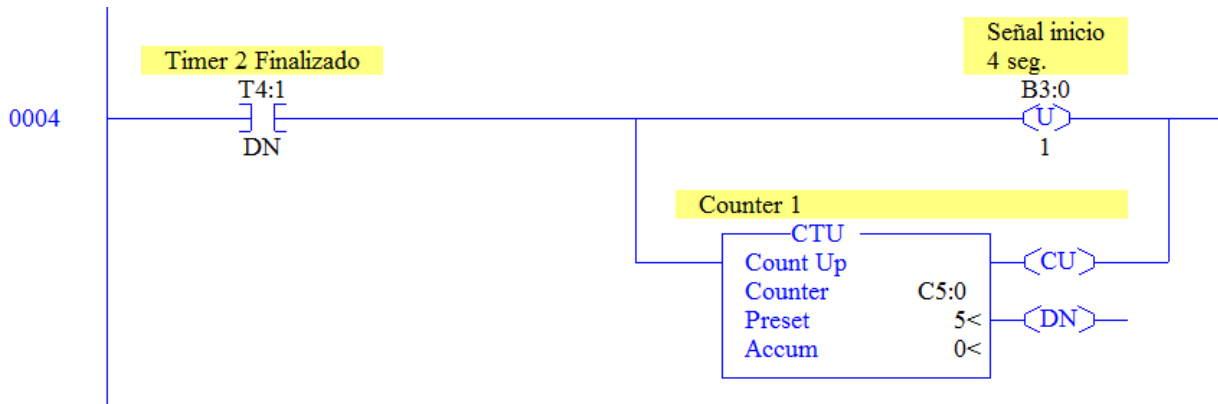 Señal inicio
4 seg.
Timer 2 Finalizado
T4:1
B3:0
0004
U
DN
1
Counter 1
CTU
Count Up
CU
Counter C5:0
Preset 5<
DN
Accum 0<